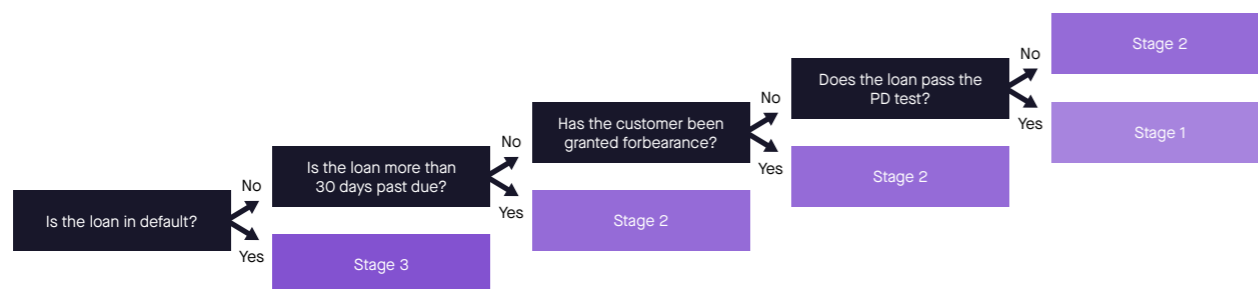 Is the loan in default?
No
Yes
Stage 3
Is the loan more than
30 days past due?
No
Yes
Stage 2
Has the customer been
granted forbearance?
No
Yes
Stage 2
Does the loan pass the
PD test?
No
Yes
Stage 2
Stage 1